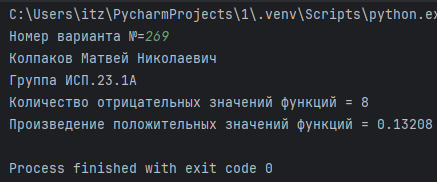 C:\Users\itz\PycharmProjects\1\.venv\Scripts\python.ex
Номер варианта №=269
Колпаков Матвей Николаевич
Группа ИСП.23.1А
Количество отрицательных значений функций = 8
Произведение положительных значений функций = 0.13208

Process finished with exit code 0